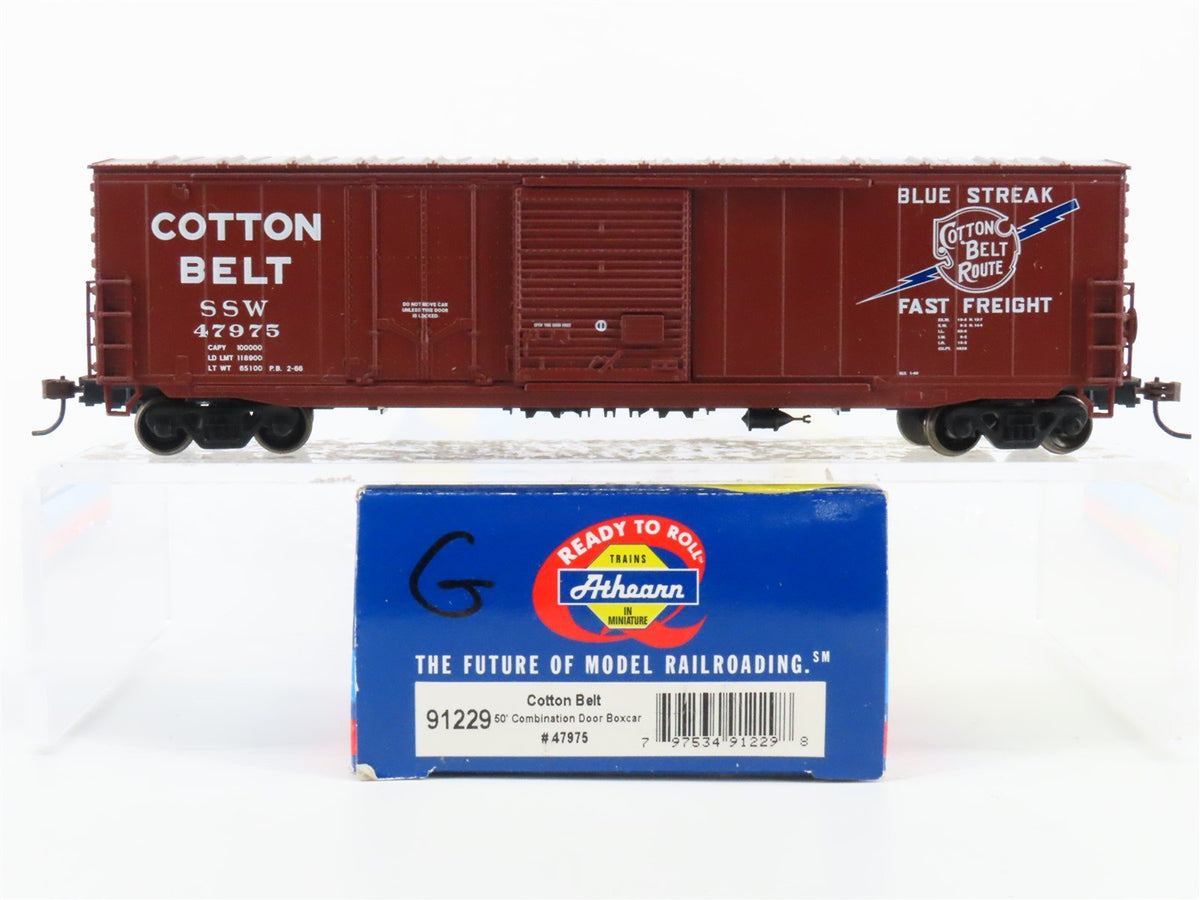 COTTON
BELT
SSW
47975
CAPY 100000
LD LMT 118900
LT WT 65100 P.B. 2-66
DO NOT MOVE CAR
UNLESS THIS DOOR
IS LOCKED
BLUE STREAK
COTTON
BELT
ROUTE
FAST FREIGHT
G
READY TO ROLL
TRAINS
Athearn
IN
MINIATURE
THE FUTURE OF MODEL RAILROADING.SM
Cotton Belt
91229 50' Combination Door Boxcar
#47975
7 97534 91229 8